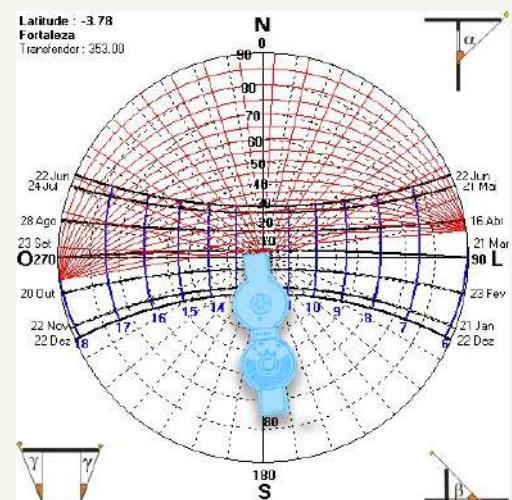 Latitude : -3.78
Fortaleza
Transferidor : 353.00
N
0
90
80
70
60
50
40
30
20
10
α
22 Jun
24 Jul
28 Ago
23 Set
O 270
20 Out
22 Nov
22 Dez
22 Jun
21 Mai
16 Abr
21 Mar
90 L
23 Fev
21 Jan
22 Dez
18
17
16
15
14
10
9
8
7
6
80
180
S
γ
γ
β